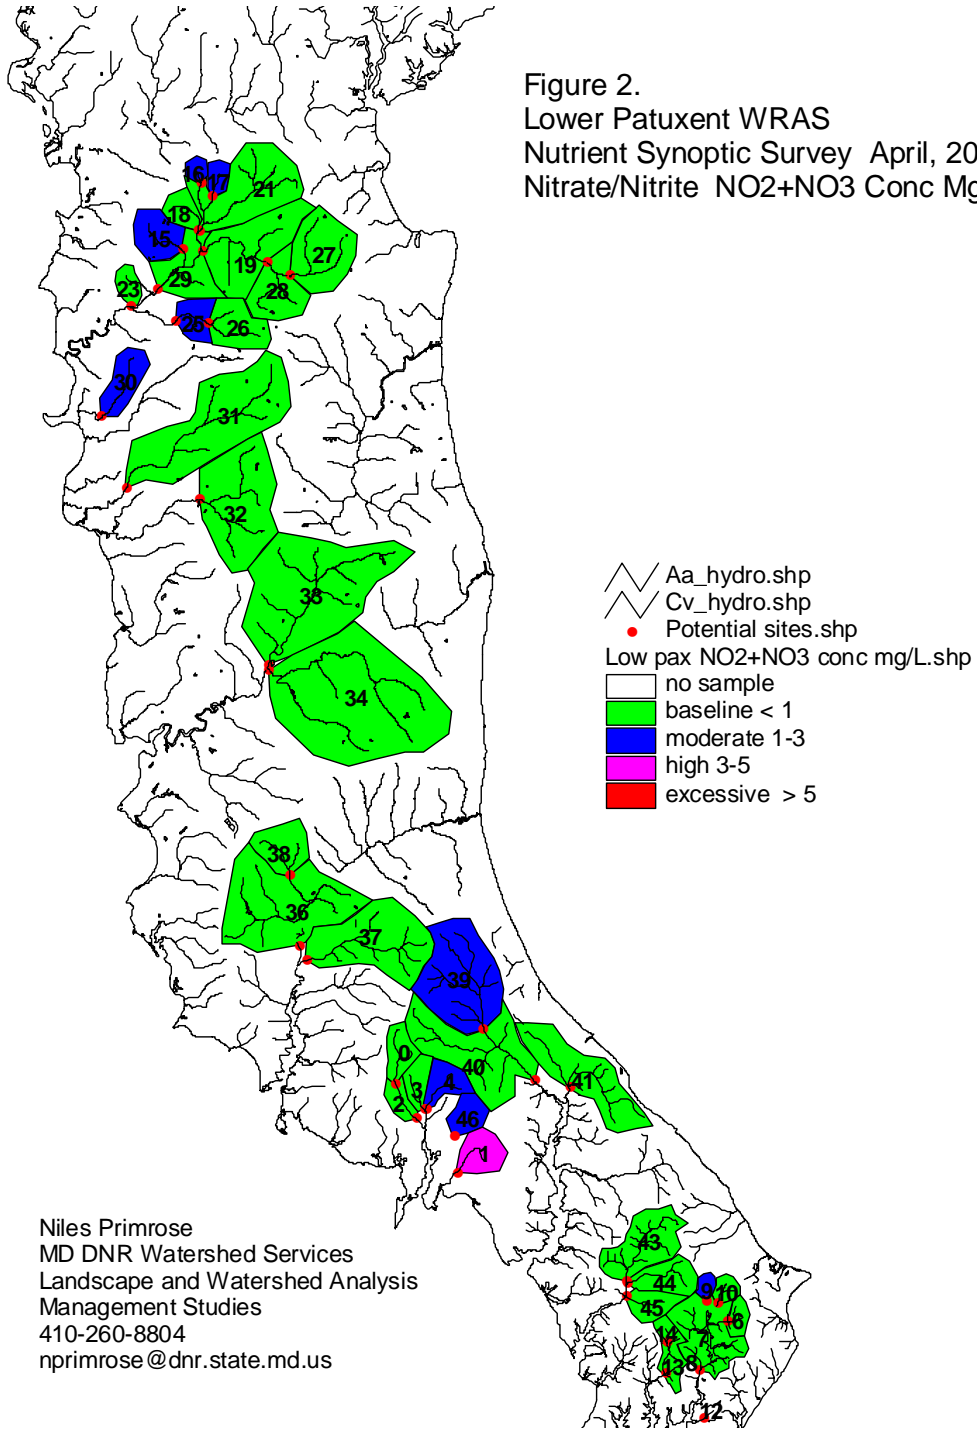 Figure 2.
Lower Patuxent WRAS
Nutrient Synoptic Survey April, 20
Nitrate/Nitrite NO2+NO3 Conc Mg
16
17
21
18
15
19
27
29
28
23
26
30
31
32
33
34
Aa_hydro.shp
Cv_hydro.shp
Potential sites.shp
Low pax NO2+NO3 conc mg/L.shp
no sample
baseline < 1
moderate 1-3
high 3-5
excessive > 5
38
36
37
39
0
40
41
3
4
2
46
1
43
44
9
10
45
6
14
7
13
8
12
Niles Primrose
MD DNR Watershed Services
Landscape and Watershed Analysis
Management Studies
410-260-8804
nprimrose@dnr.state.md.us